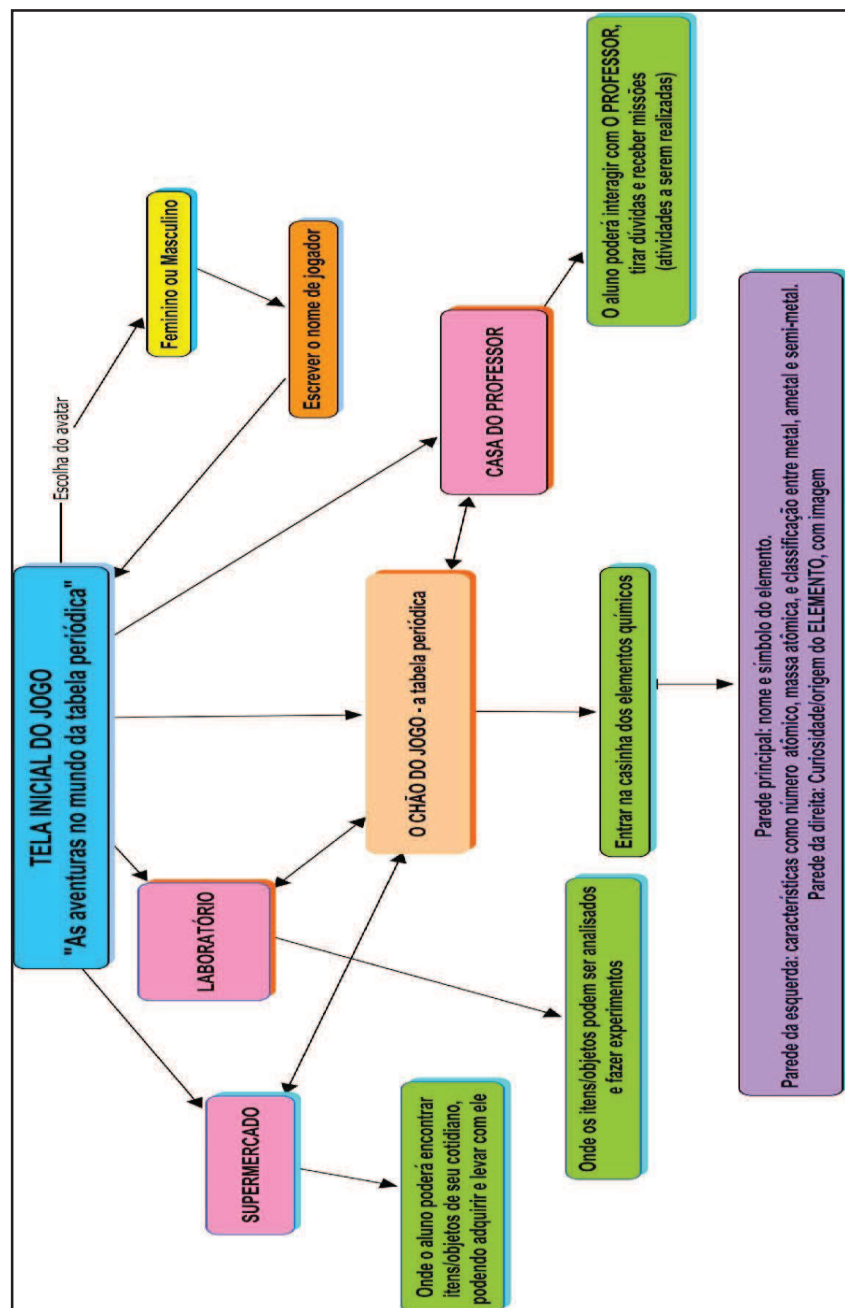 TELA INICIAL DO JOGO
"As aventuras no mundo da tabela periódica"
Escolha do avatar
Feminino ou Masculino
Escrever o nome de jogador
LABORATÓRIO
SUPERMERCADO
O CHÃO DO JOGO - a tabela periódica
CASA DO PROFESSOR
Onde o aluno poderá encontrar
itens/objetos de seu cotidiano,
podendo adquirir e levar com ele
Onde os itens/objetos podem ser analisados
e fazer experimentos
Entrar na casinha dos elementos químicos
O aluno poderá interagir com O PROFESSOR,
tirar dúvidas e receber missões
(atividades a serem realizadas)
Parede principal: nome e símbolo do elemento.
Parede da esquerda: características como número atômico, massa atômica, e classificação entre metal, ametal e semi-metal.
Parede da direita: Curiosidade/origem do ELEMENTO, com imagem